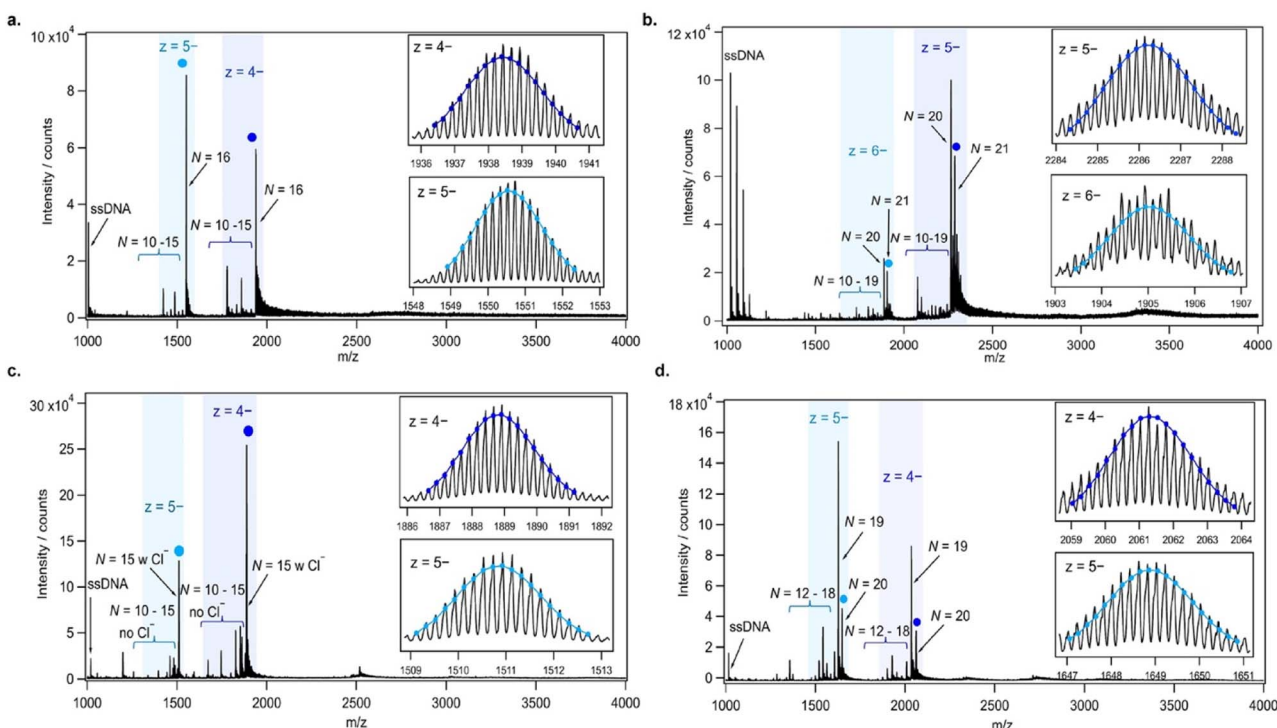 a.
10 x10⁴
8
6
4
2
0
Intensity / counts
1000
1500
2000
2500
3000
3500
4000
m/z
z = 5−
z = 4−
N = 16
N = 16
ssDNA
N = 10 -15
N = 10 -15
z = 4−
1936 1937 1938 1939 1940 1941
z = 5−
1548 1549 1550 1551 1552 1553
b.
12 x10⁴
10
8
6
4
2
0
Intensity / counts
1000 1500 2000 2500 3000 3500 4000
m/z
ssDNA
z = 5−
z = 6−
N = 20
N = 21
N = 21
N = 20
N = 10-19
N = 10 - 19
z = 5−
2284 2285 2286 2287 2288
z = 6−
1903 1904 1905 1906 1907
c.
30 x10⁴
25
20
15
10
5
0
Intensity / counts
1000 1500 2000 2500 3000 3500 4000
m/z
z = 4−
z = 5−
N = 15 w Cl⁻
N = 15 w Cl⁻
ssDNA
N = 10 - 15
no Cl⁻
N = 10 - 15
no Cl⁻
z = 4−
1886 1887 1888 1889 1890 1891 1892
z = 5−
1509 1510 1511 1512 1513
d.
18 x10⁴
16
14
12
10
8
6
4
2
0
Intensity / counts
1000 1500 2000 2500 3000 3500 4000
m/z
z = 5−
z = 4−
N = 19
N = 19
N = 20
N = 20
N = 12 - 18
N = 12 - 18
ssDNA
z = 4−
2059 2060 2061 2062 2063 2064
z = 5−
1647 1648 1649 1650 1651